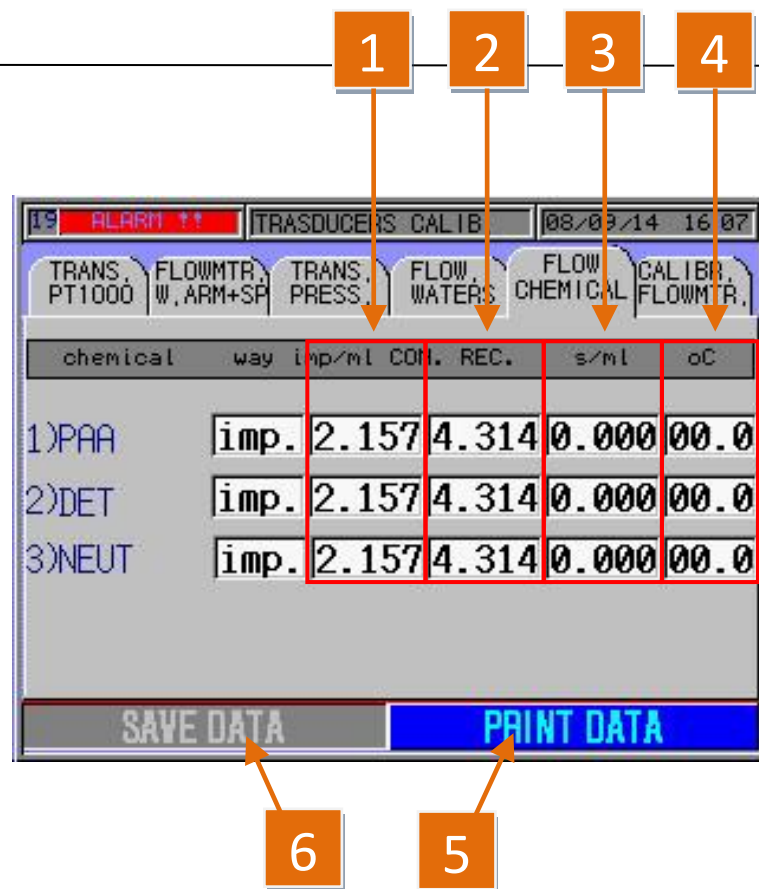 1 2 3 4
19 ALARM !! TRASDUCERS CALIB 08/09/14 16 07
TRANS. FLOWMTR. TRANS. FLOW. FLOW CALIBR.
PT1000 W.ARM+SP PRESS. WATERS CHEMICAL FLOWMTR.
chemical way imp/ml CON. REC. s/ml oC
1)PAA imp. 2.157 4.314 0.000 00.0
2)DET imp. 2.157 4.314 0.000 00.0
3)NEUT imp. 2.157 4.314 0.000 00.0
SAVE DATA PRINT DATA
6 5